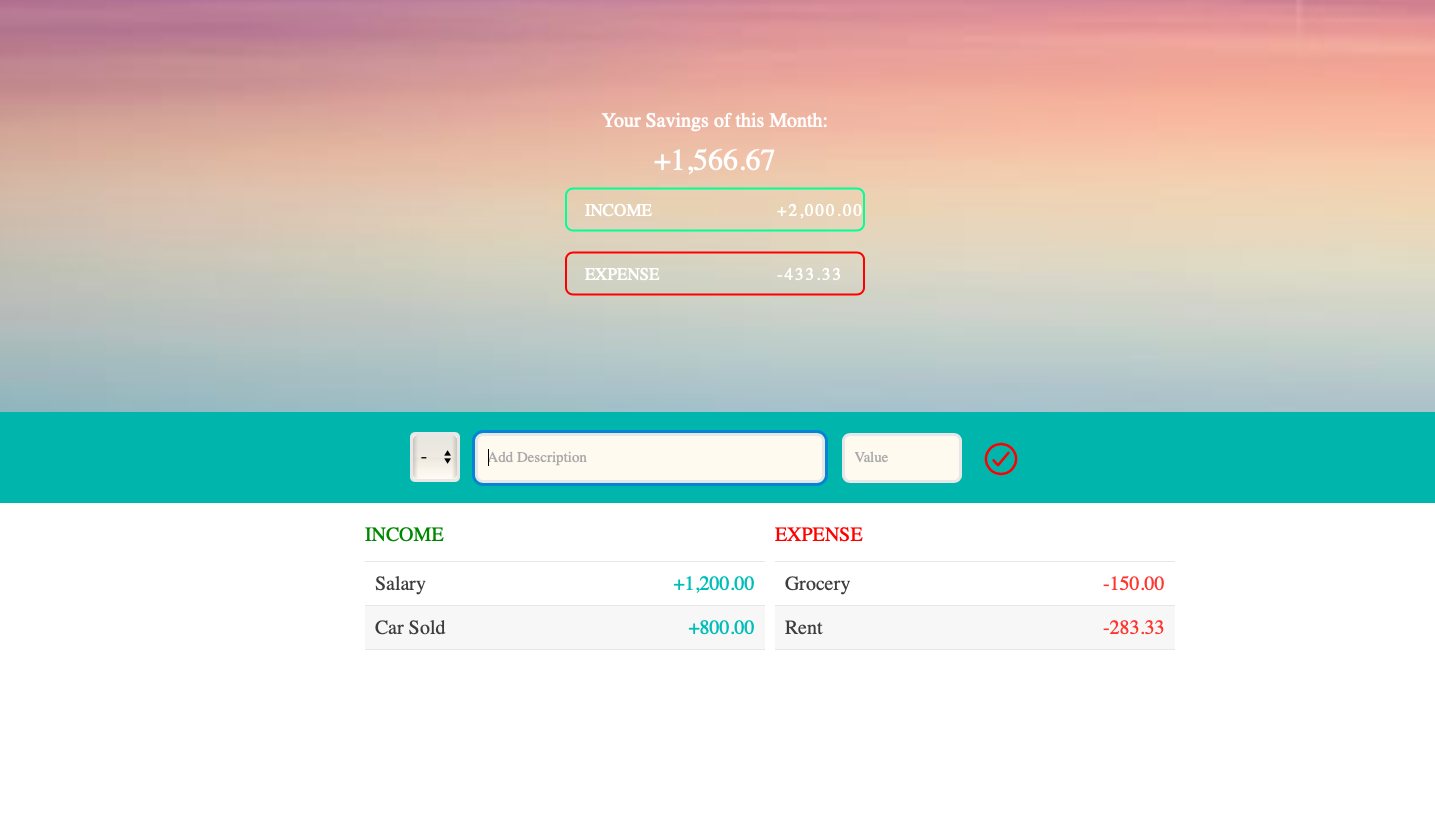 Your Savings of this Month:
+1,566.67
INCOME +2,000.00
EXPENSE -433.33
- Add Description Value
INCOME EXPENSE
Salary +1,200.00 Grocery -150.00
Car Sold +800.00 Rent -283.33